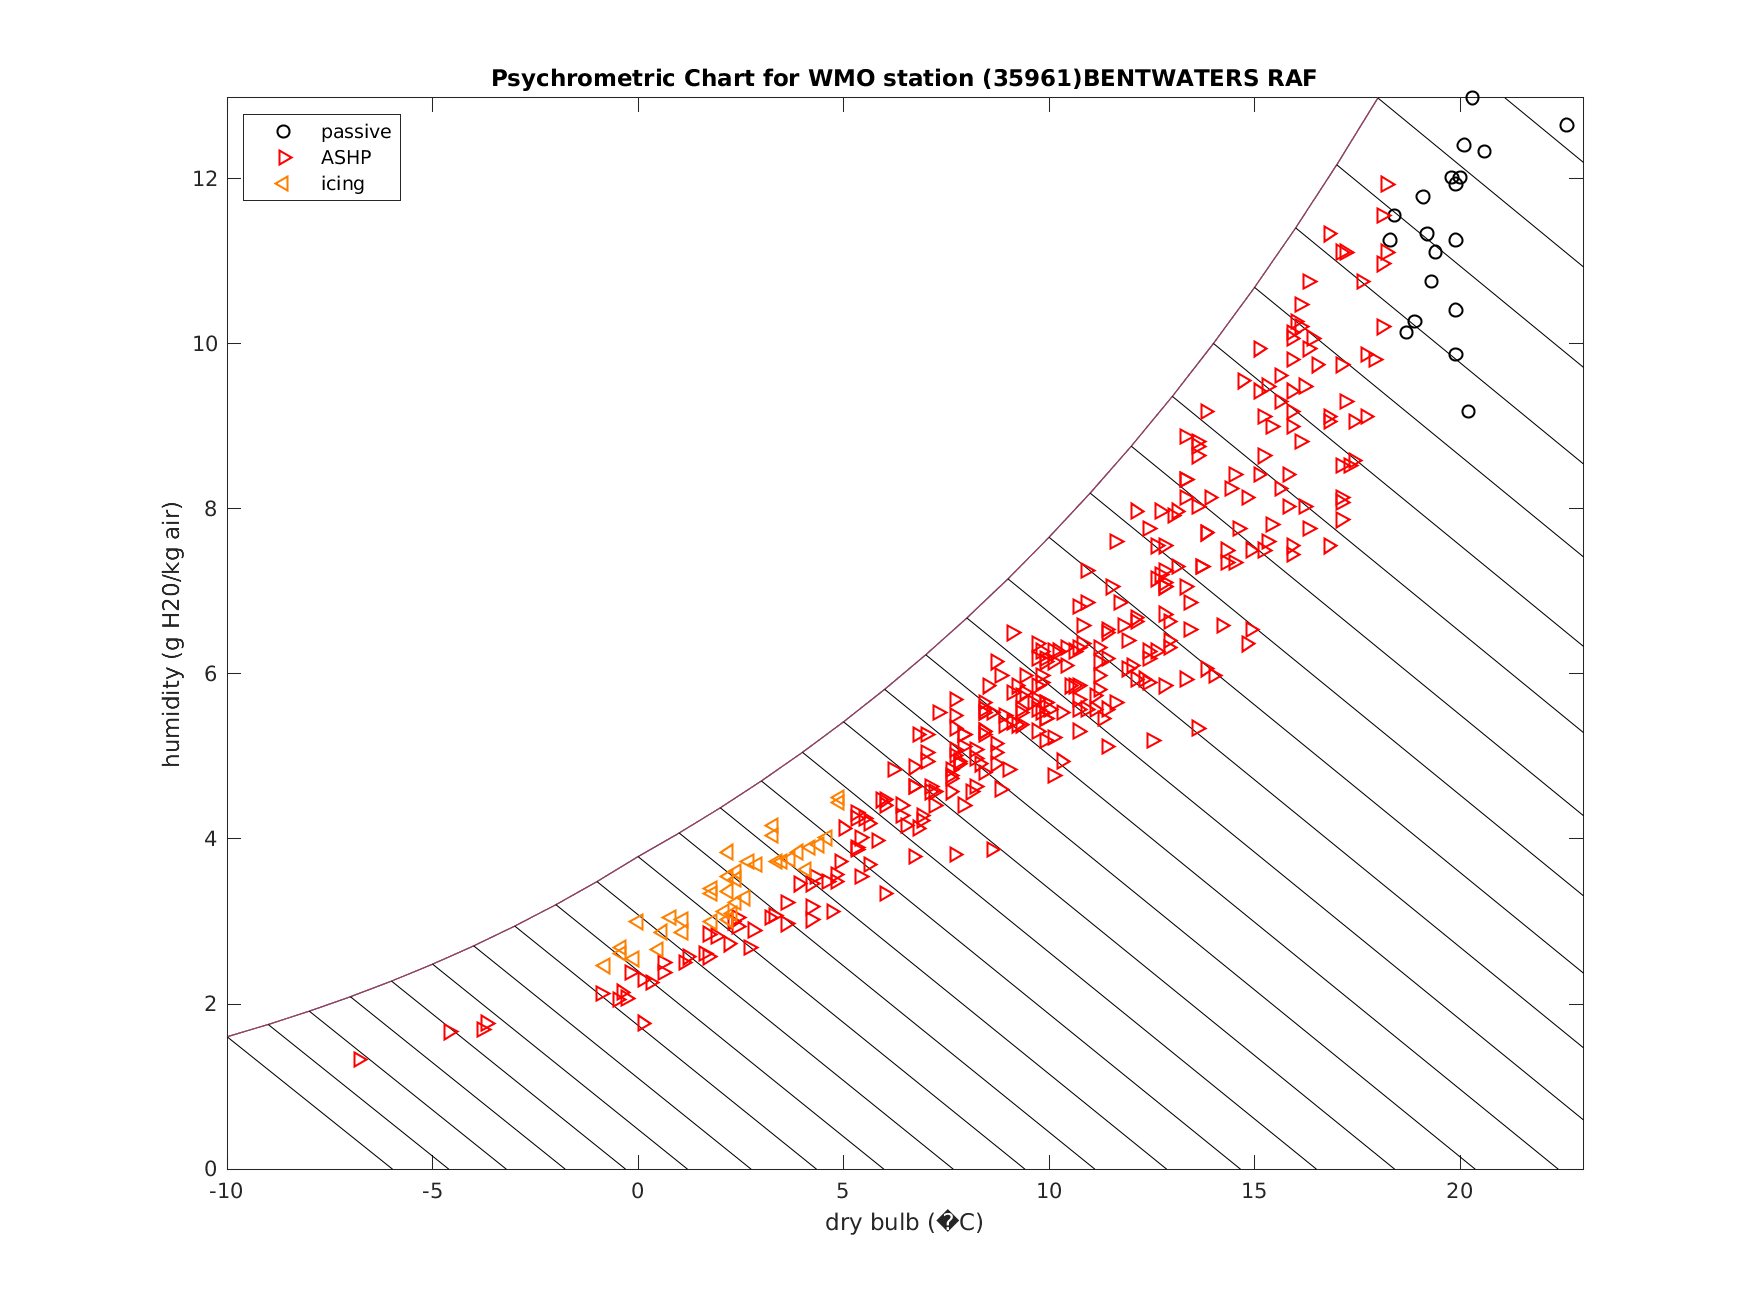 Psychrometric Chart for WMO station (35961)BENTWATERS RAF
passive
ASHP
icing
humidity (g H20/kg air)
12
10
8
6
4
2
0
-10 -5 0 5 10 15 20
dry bulb (�C)